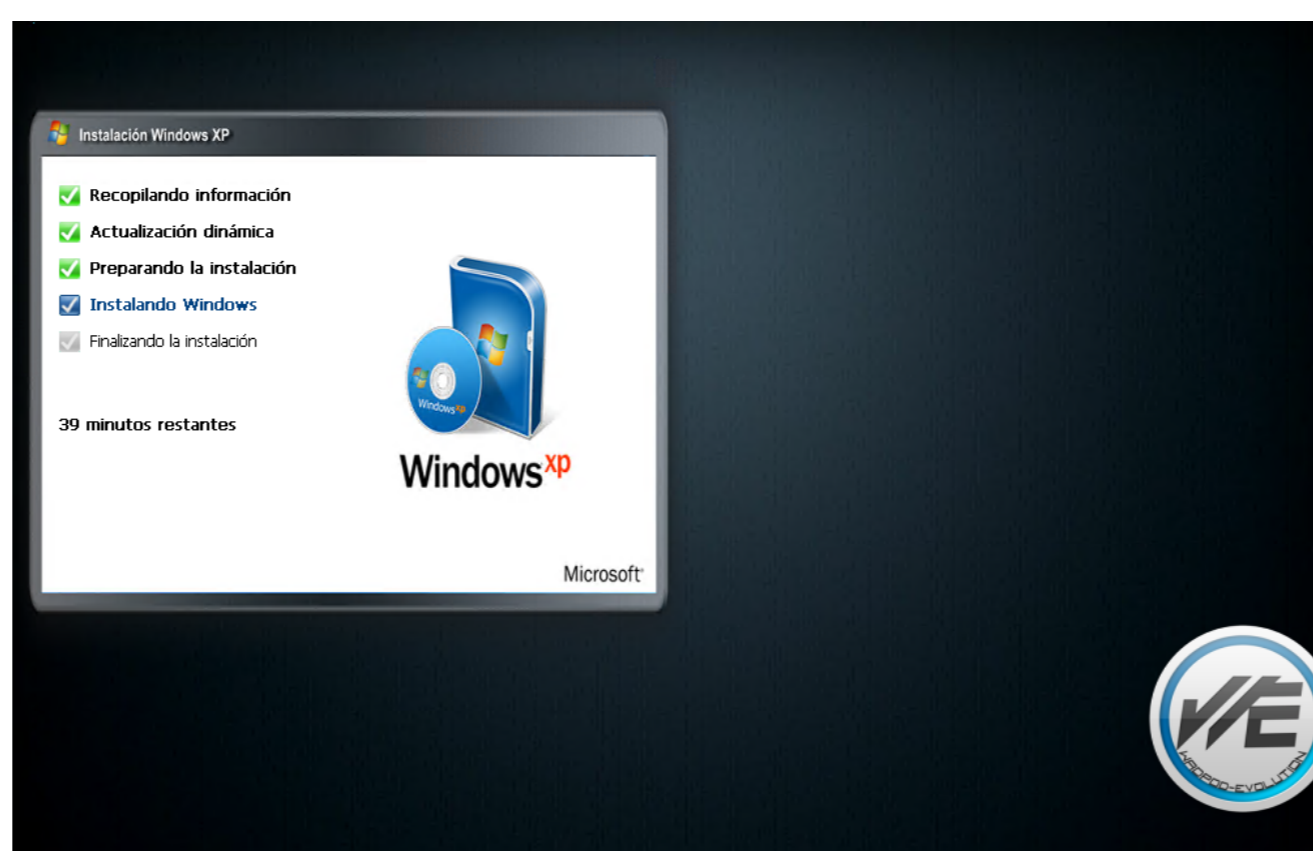 Instalación Windows XP
Recopilando información
Actualización dinámica
Preparando la instalación
Instalando Windows
Finalizando la instalación
39 minutos restantes
Windows xp
Windows xp
Microsoft